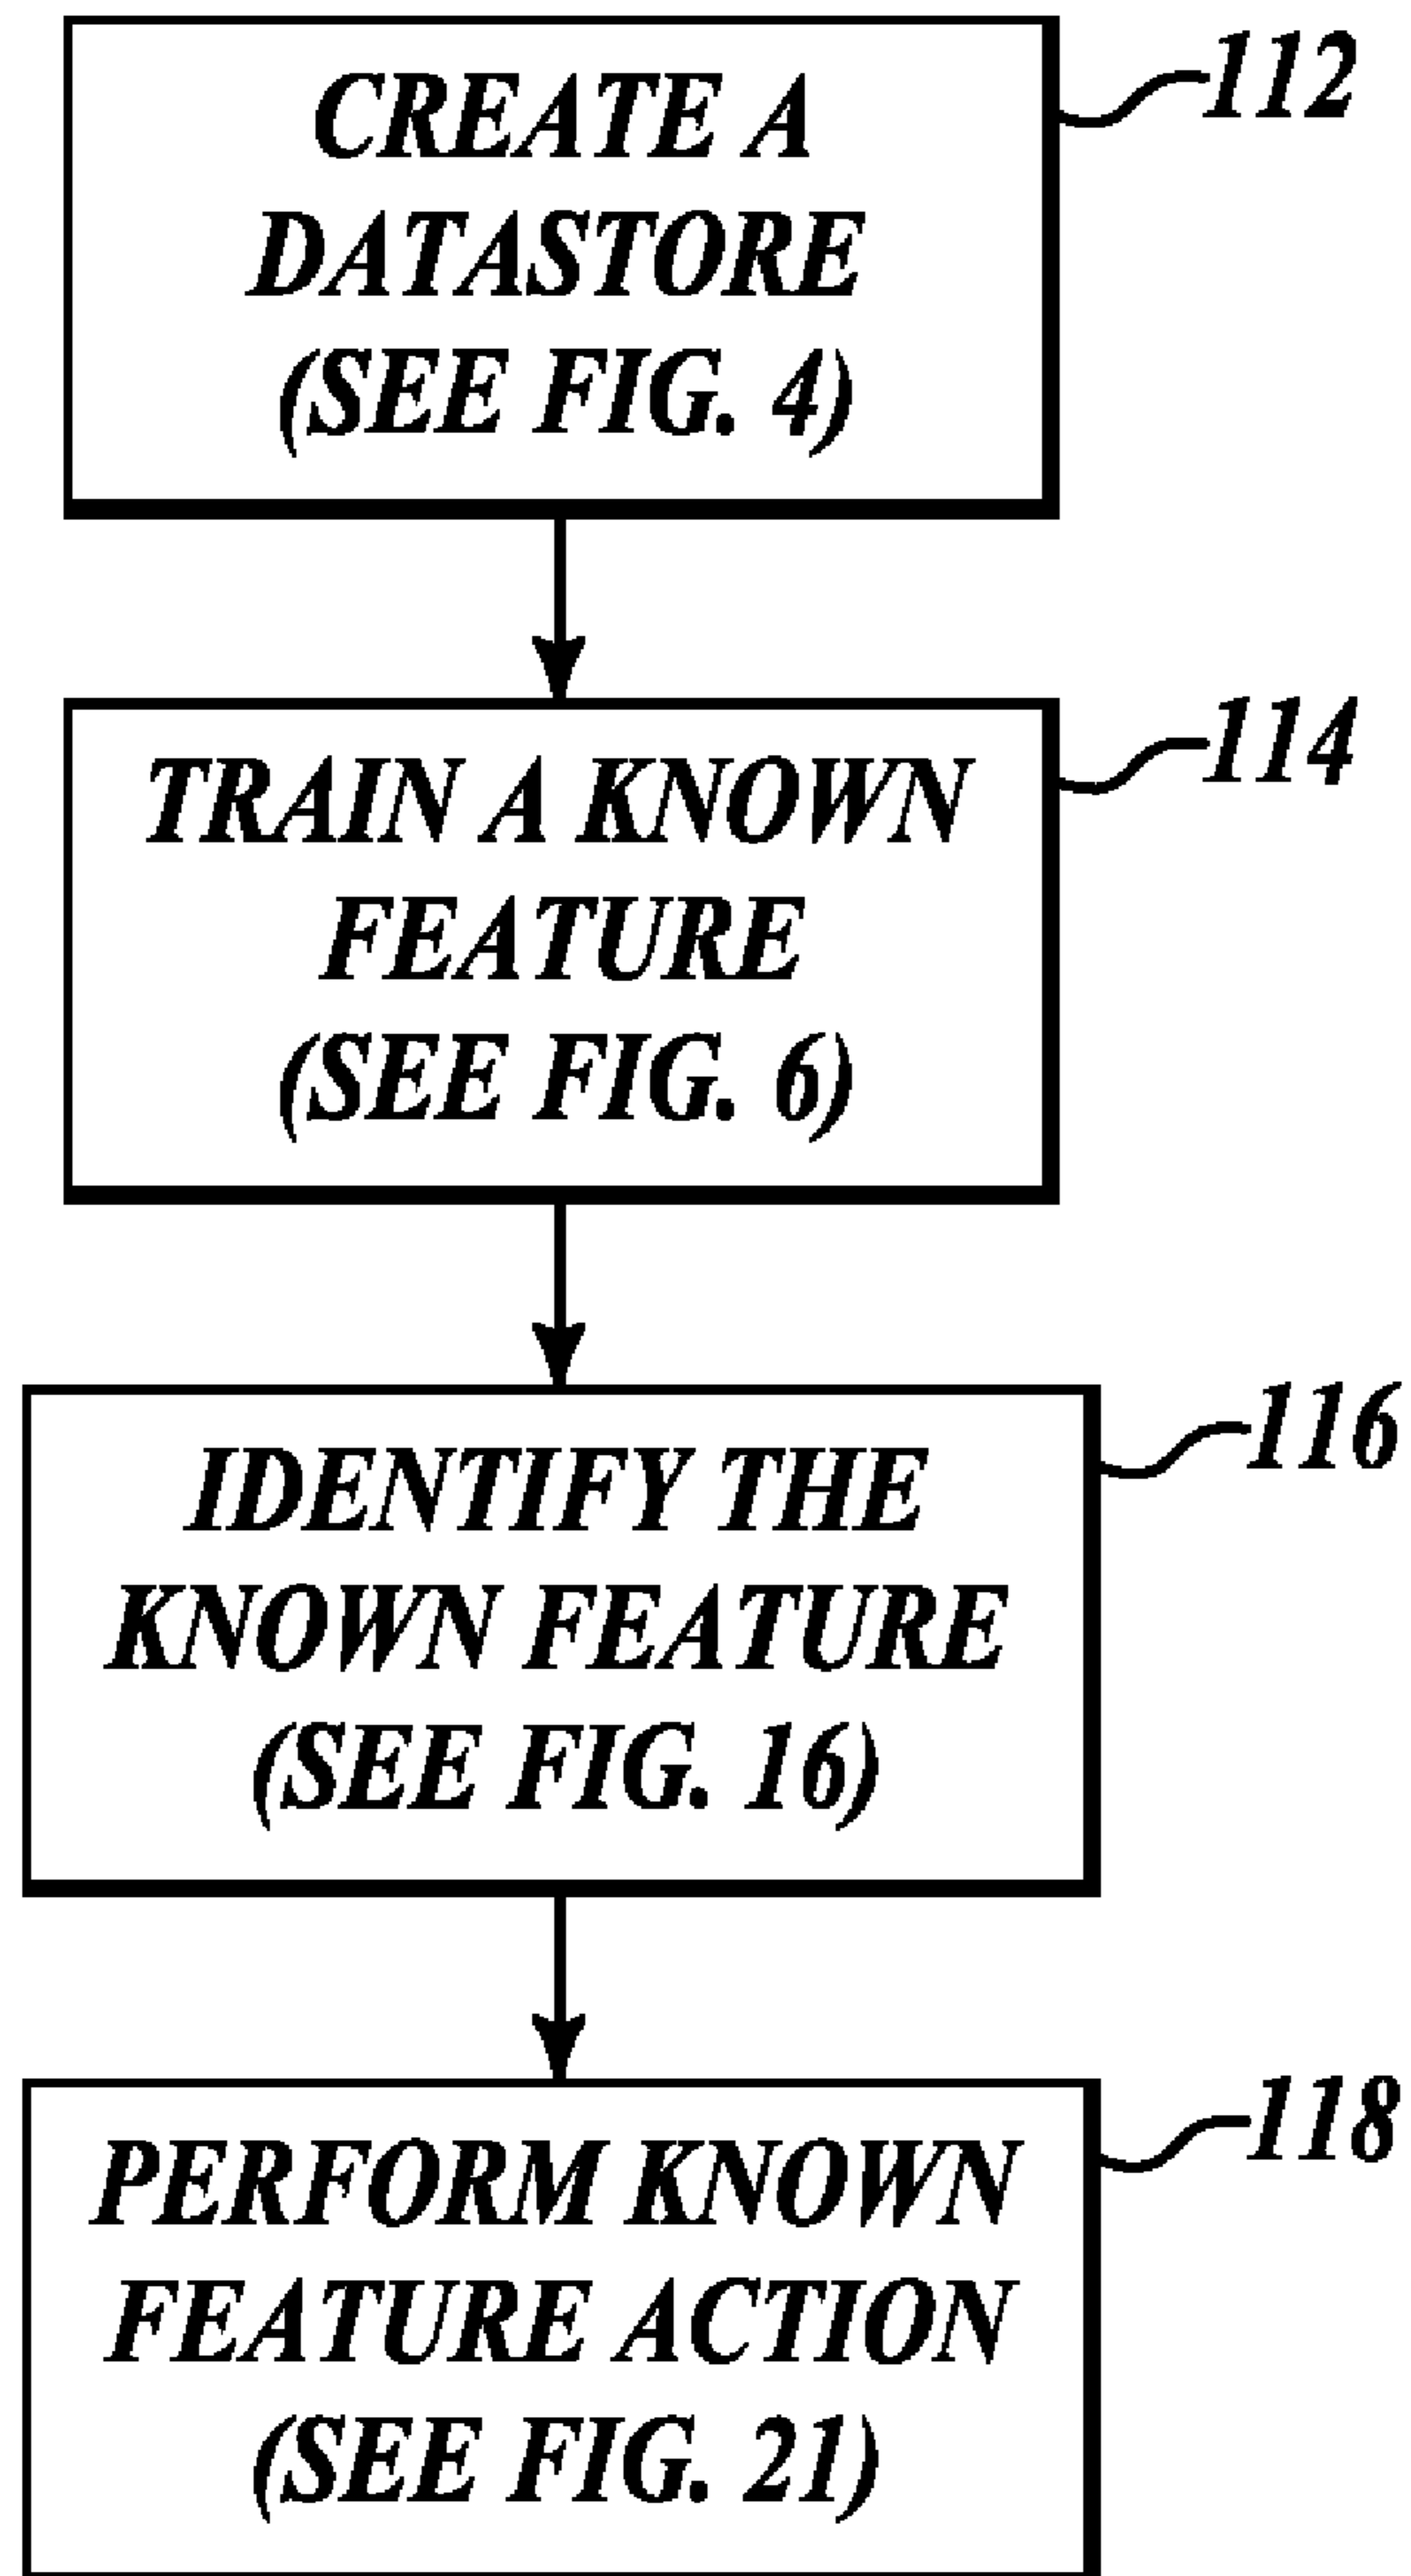 CREATE A
DATASTORE
(SEE FIG. 4)
112
TRAIN A KNOWN
FEATURE
(SEE FIG. 6)
114
IDENTIFY THE
KNOWN FEATURE
(SEE FIG. 16)
116
PERFORM KNOWN
FEATURE ACTION
(SEE FIG. 21)
118